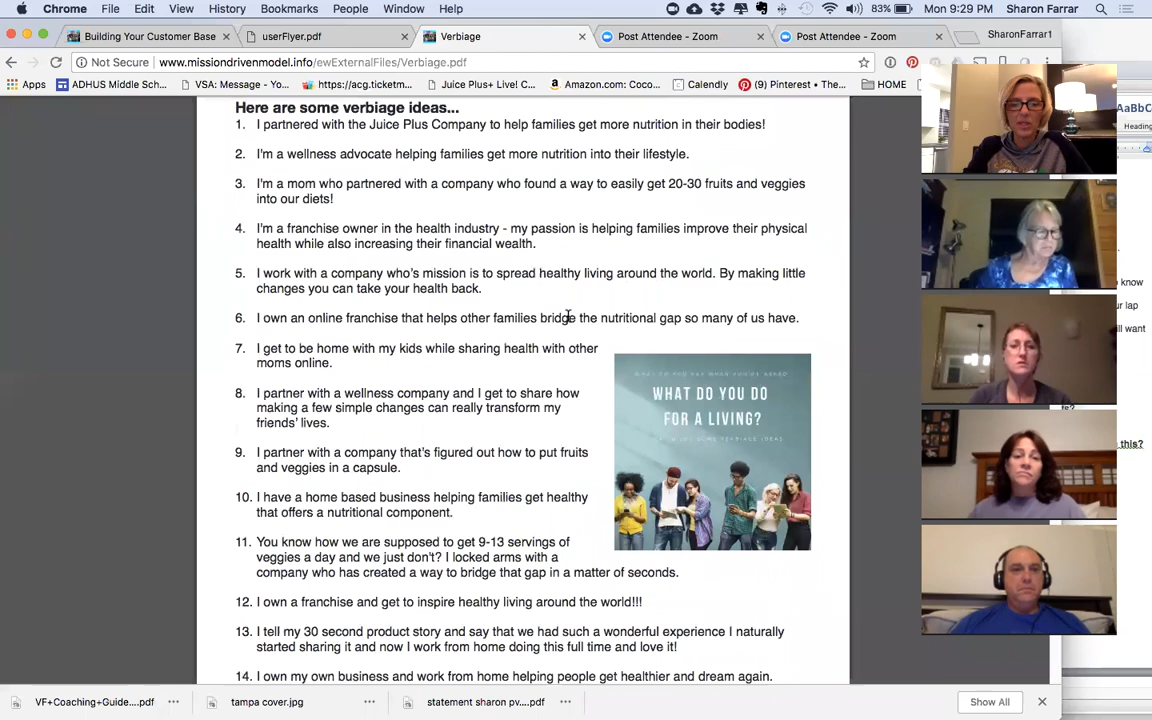 Chrome File Edit View History Bookmarks People Window Help 83% Mon 9:29 PM Sharon Farrar
Building Your Customer Base userFlyer.pdf Verbiage Post Attendee - Zoom Post Attendee - Zoom SharonFarrar1
Not Secure www.missiondrivenmodel.info/ewExternalFiles/Verbiage.pdf
Apps ADHUS Middle Sch... VSA: Message - Yo... https://acg.ticketm... Juice Plus+ Live! C... Amazon.com: Coco... Calendly (9) Pinterest • The... HOME
Here are some verbiage ideas...
1. I partnered with the Juice Plus Company to help families get more nutrition in their bodies!
2. I'm a wellness advocate helping families get more nutrition into their lifestyle.
3. I'm a mom who partnered with a company who found a way to easily get 20-30 fruits and veggies
into our diets!
4. I'm a franchise owner in the health industry - my passion is helping families improve their physical
health while also increasing their financial wealth.
5. I work with a company who's mission is to spread healthy living around the world. By making little
changes you can take your health back.
6. I own an online franchise that helps other families bridge the nutritional gap so many of us have.
7. I get to be home with my kids while sharing health with other
moms online.
8. I partner with a wellness company and I get to share how
making a few simple changes can really transform my
friends' lives.
9. I partner with a company that's figured out how to put fruits
and veggies in a capsule.
10. I have a home based business helping families get healthy
that offers a nutritional component.
11. You know how we are supposed to get 9-13 servings of
veggies a day and we just don't? I locked arms with a
company who has created a way to bridge that gap in a matter of seconds.
12. I own a franchise and get to inspire healthy living around the world!!!
13. I tell my 30 second product story and say that we had such a wonderful experience I naturally
started sharing it and now I work from home doing this full time and love it!
14. I own my own business and work from home helping people get healthier and dream again.
WHAT DO YOU DO
FOR A LIVING?
AaBbC
Heading
know
ur lap
ill want
fe?
this?
VF+Coaching+Guide....pdf tampa cover.jpg statement sharon pv....pdf Show All